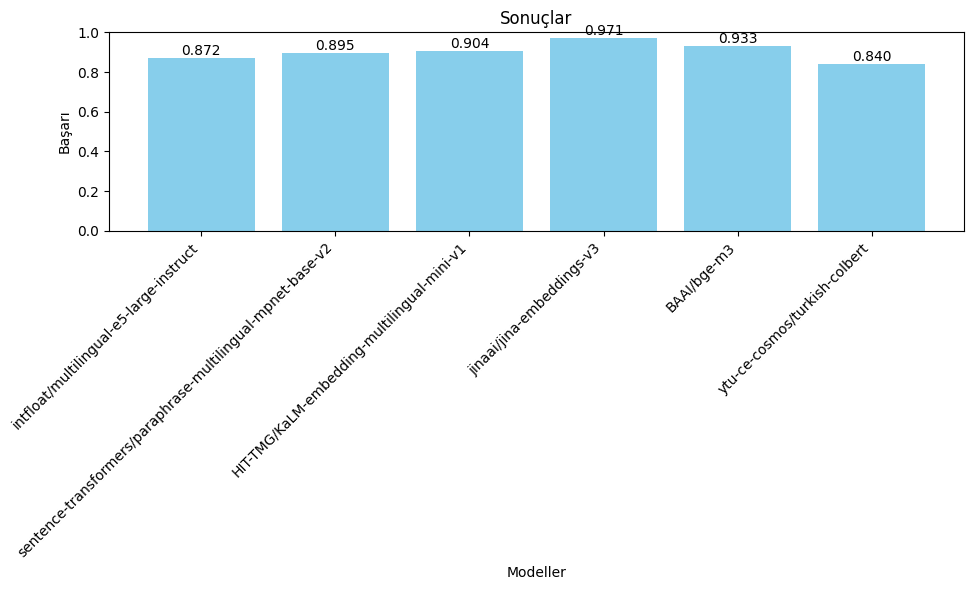 Sonuçlar
Başarı
1.0
0.8
0.6
0.4
0.2
0.0
0.872
0.895
0.904
0.971
0.933
0.840
intfloat/multilingual-e5-large-instruct
sentence-transformers/paraphrase-multilingual-mpnet-base-v2
HIT-TMG/KaLM-embedding-multilingual-mini-v1
jinaai/jina-embeddings-v3
BAAI/bge-m3
ytu-ce-cosmos/turkish-colbert
Modeller